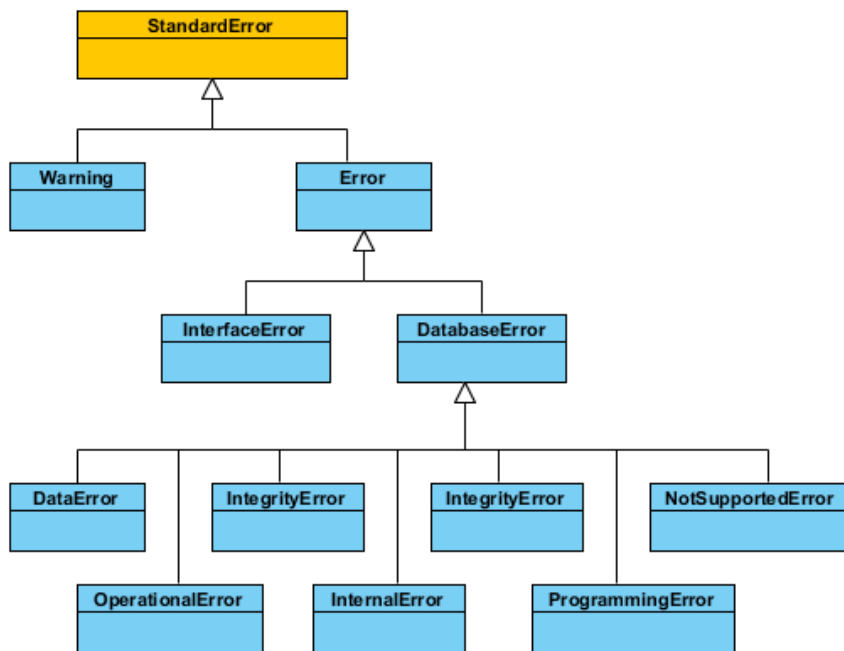 StandardError
Warning
Error
InterfaceError
DatabaseError
DataError
IntegrityError
IntegrityError
NotSupportedError
OperationalError
InternalError
ProgrammingError